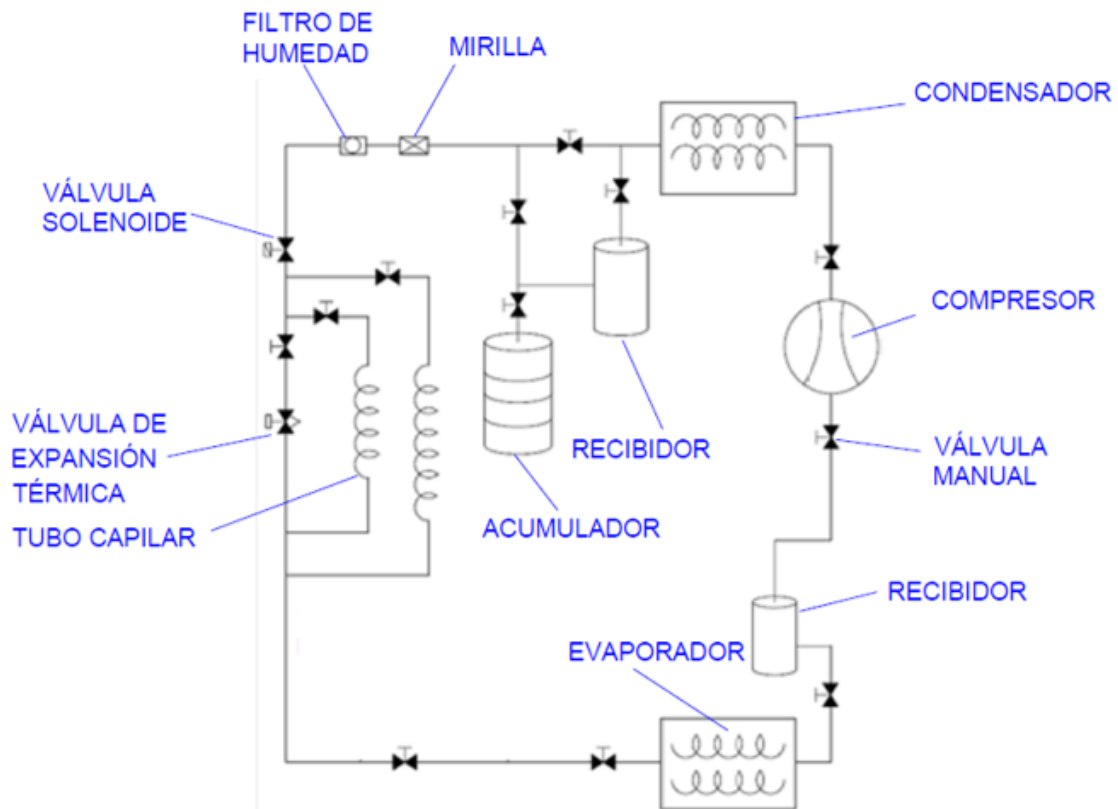 FILTRO DE
HUMEDAD
MIRILLA
CONDENSADOR
VÁLVULA
SOLENOIDE
COMPRESOR
VÁLVULA DE
EXPANSIÓN
TÉRMICA
RECIBIDOR
VÁLVULA
MANUAL
TUBO CAPILAR
ACUMULADOR
RECIBIDOR
EVAPORADOR